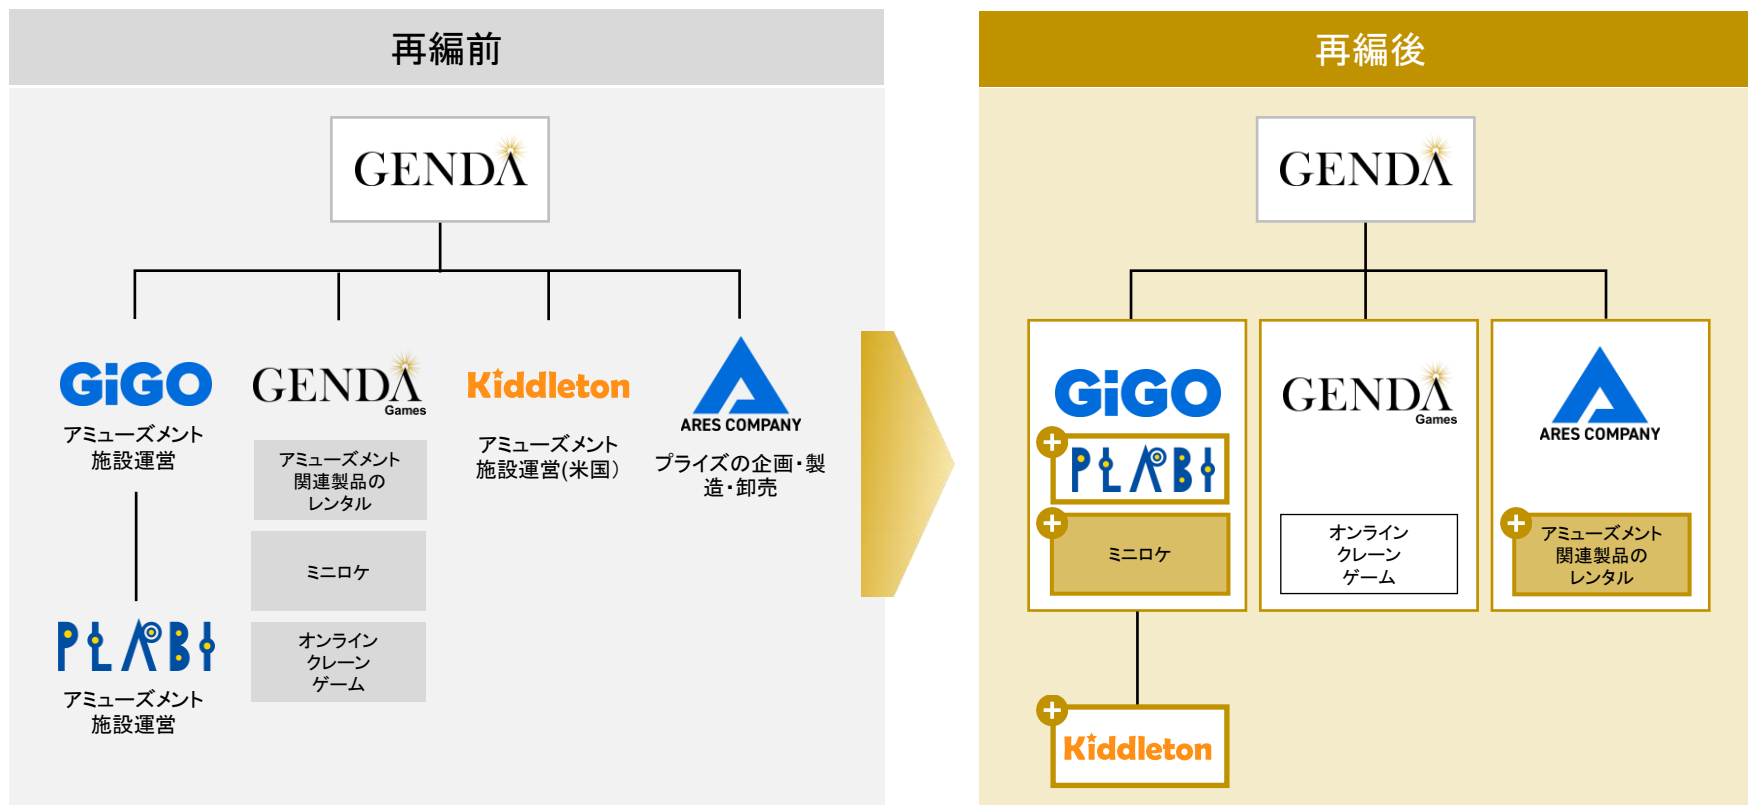 再編前
GENDA
GiGO
アミューズメント
施設運営
PLABI
アミューズメント
施設運営
GENDA
Games
アミューズメント
関連製品の
レンタル
ミニロケ
オンライン
クレーン
ゲーム
Kiddleton
アミューズメント
施設運営(米国)
ARES COMPANY
プライズの企画・製
造・卸売
再編後
GENDA
GiGO
PLABI
ミニロケ
Kiddleton
GENDA
Games
オンライン
クレーン
ゲーム
ARES COMPANY
アミューズメント
関連製品の
レンタル